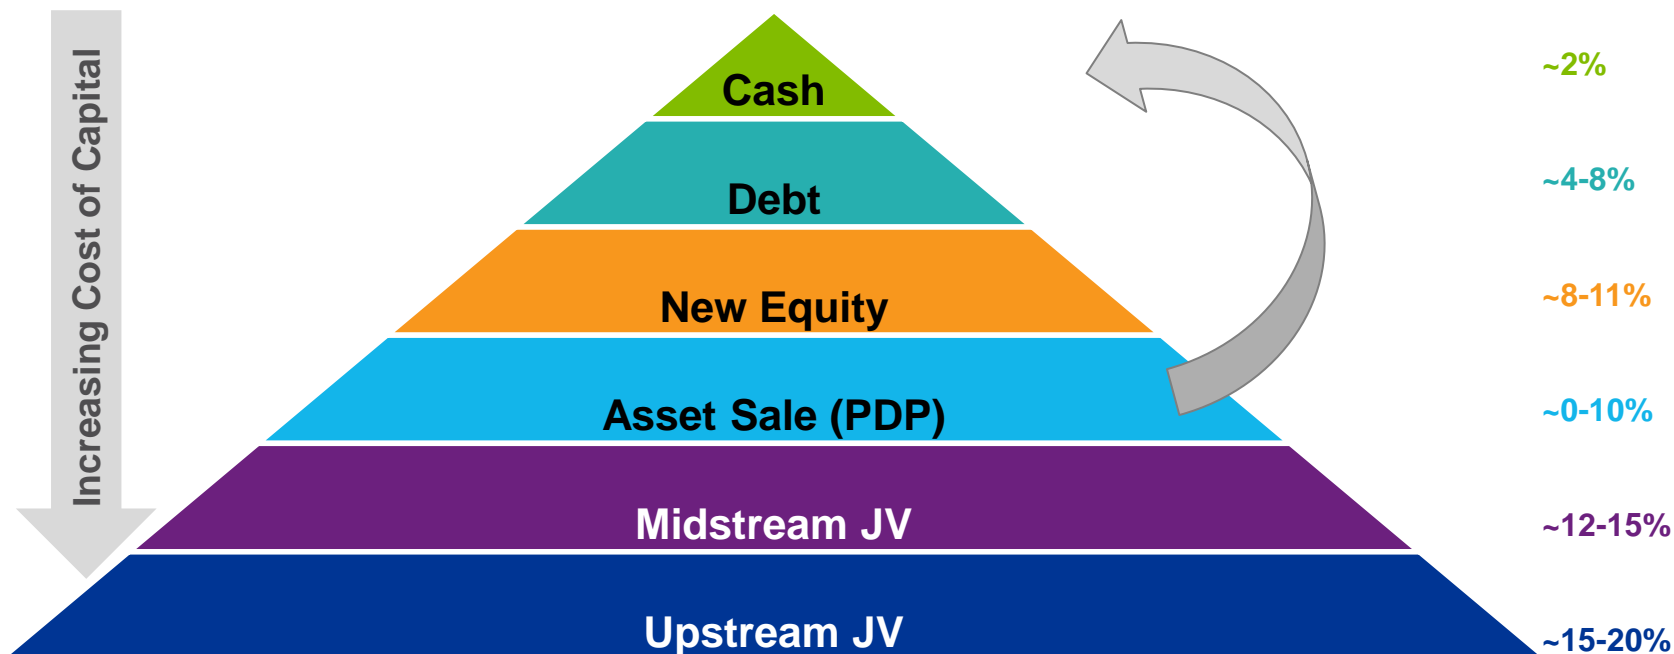 Increasing Cost of Capital
Cash
~2%
Debt
~4-8%
New Equity
~8-11%
Asset Sale (PDP)
~0-10%
Midstream JV
~12-15%
Upstream JV
~15-20%